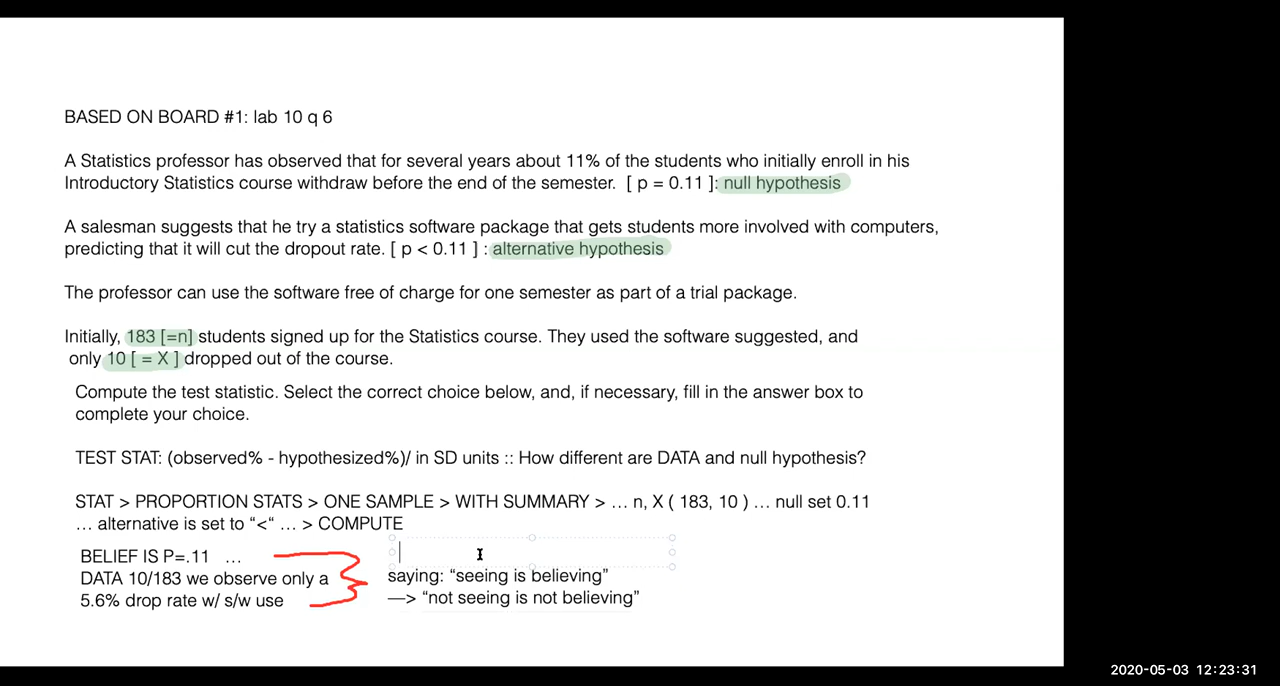 BASED ON BOARD #1: lab 10 q 6
A Statistics professor has observed that for several years about 11% of the students who initially enroll in his
Introductory Statistics course withdraw before the end of the semester. [ p = 0.11 ]: null hypothesis
A salesman suggests that he try a statistics software package that gets students more involved with computers,
predicting that it will cut the dropout rate. [ p < 0.11 ] : alternative hypothesis
The professor can use the software free of charge for one semester as part of a trial package.
Initially, 183 [=n] students signed up for the Statistics course. They used the software suggested, and
only 10 [ = X ] dropped out of the course.
Compute the test statistic. Select the correct choice below, and, if necessary, fill in the answer box to
complete your choice.
TEST STAT: (observed% - hypothesized%)/ in SD units :: How different are DATA and null hypothesis?
STAT > PROPORTION STATS > ONE SAMPLE > WITH SUMMARY > ... n, X ( 183, 10 ) ... null set 0.11
... alternative is set to “<“ ... > COMPUTE
BELIEF IS P=.11 ...
DATA 10/183 we observe only a
5.6% drop rate w/ s/w use
saying: “seeing is believing”
—> “not seeing is not believing”
2020-05-03 12:23:31